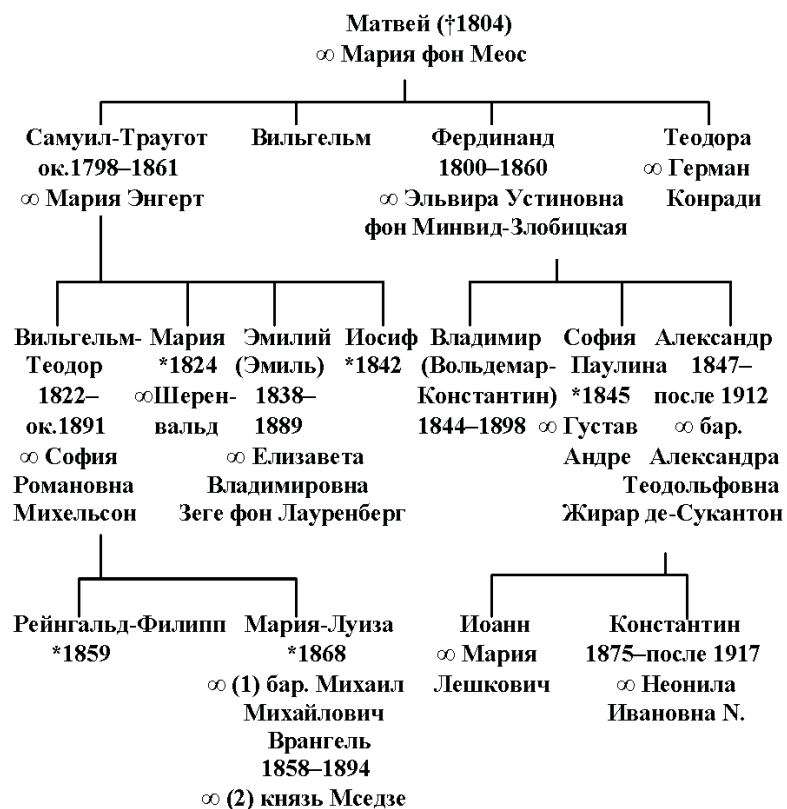 Матвей (†1804)
∞ Мария фон Меос
Самуил-Траугот
ок.1798–1861
∞ Мария Энгерт
Вильгельм
Фердинанд
1800–1860
∞ Эльвира Устиновна
фон Минвид-Злобицкая
Теодора
∞ Герман
Конради
Вильгельм-
Теодор
1822–
ок.1891
∞ София
Романовна
Михельсон
Мария
*1824
∞Шерен-
вальд
Эмилий
(Эмиль)
1838–
1889
∞ Елизавета
Владимировна
Зеге фон Лауренберг
Иосиф
*1842
Владимир
(Вольдемар-
Константин)
1844–1898
София
Паулина
*1845
∞ Густав
Андре
Александр
1847–
после 1912
∞ бар.
Александра
Теодольфовна
Жирар де-Сукантон
Рейнгальд-Филипп
*1859
Мария-Луиза
*1868
∞ (1) бар. Михаил
Михайлович
Врангель
1858–1894
∞ (2) князь Мседзе
Иоанн
∞ Мария
Лешкович
Константин
1875–после 1917
∞ Неонила
Ивановна N.